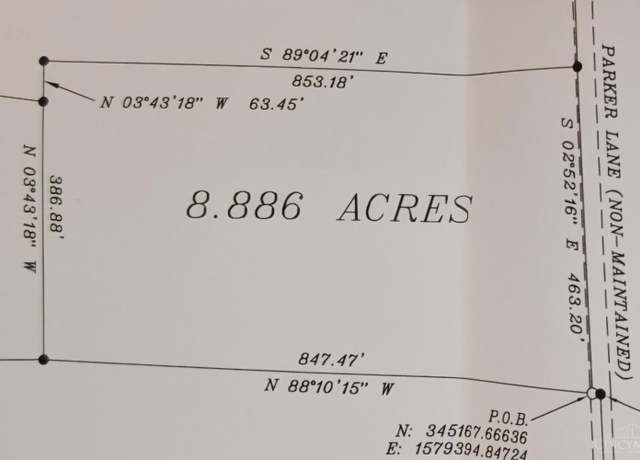 S 89°04'21" E
853.18'
N 03°43'18" W 63.45'
N 03°43'18" W
386.88'
8.886 ACRES
S 02°52'16" E 463.20'
PARKER LANE (NON-MAINTAINED)
847.47'
N 88°10'15" W
P.O.B.
N: 345167.66636
E: 1579394.84724